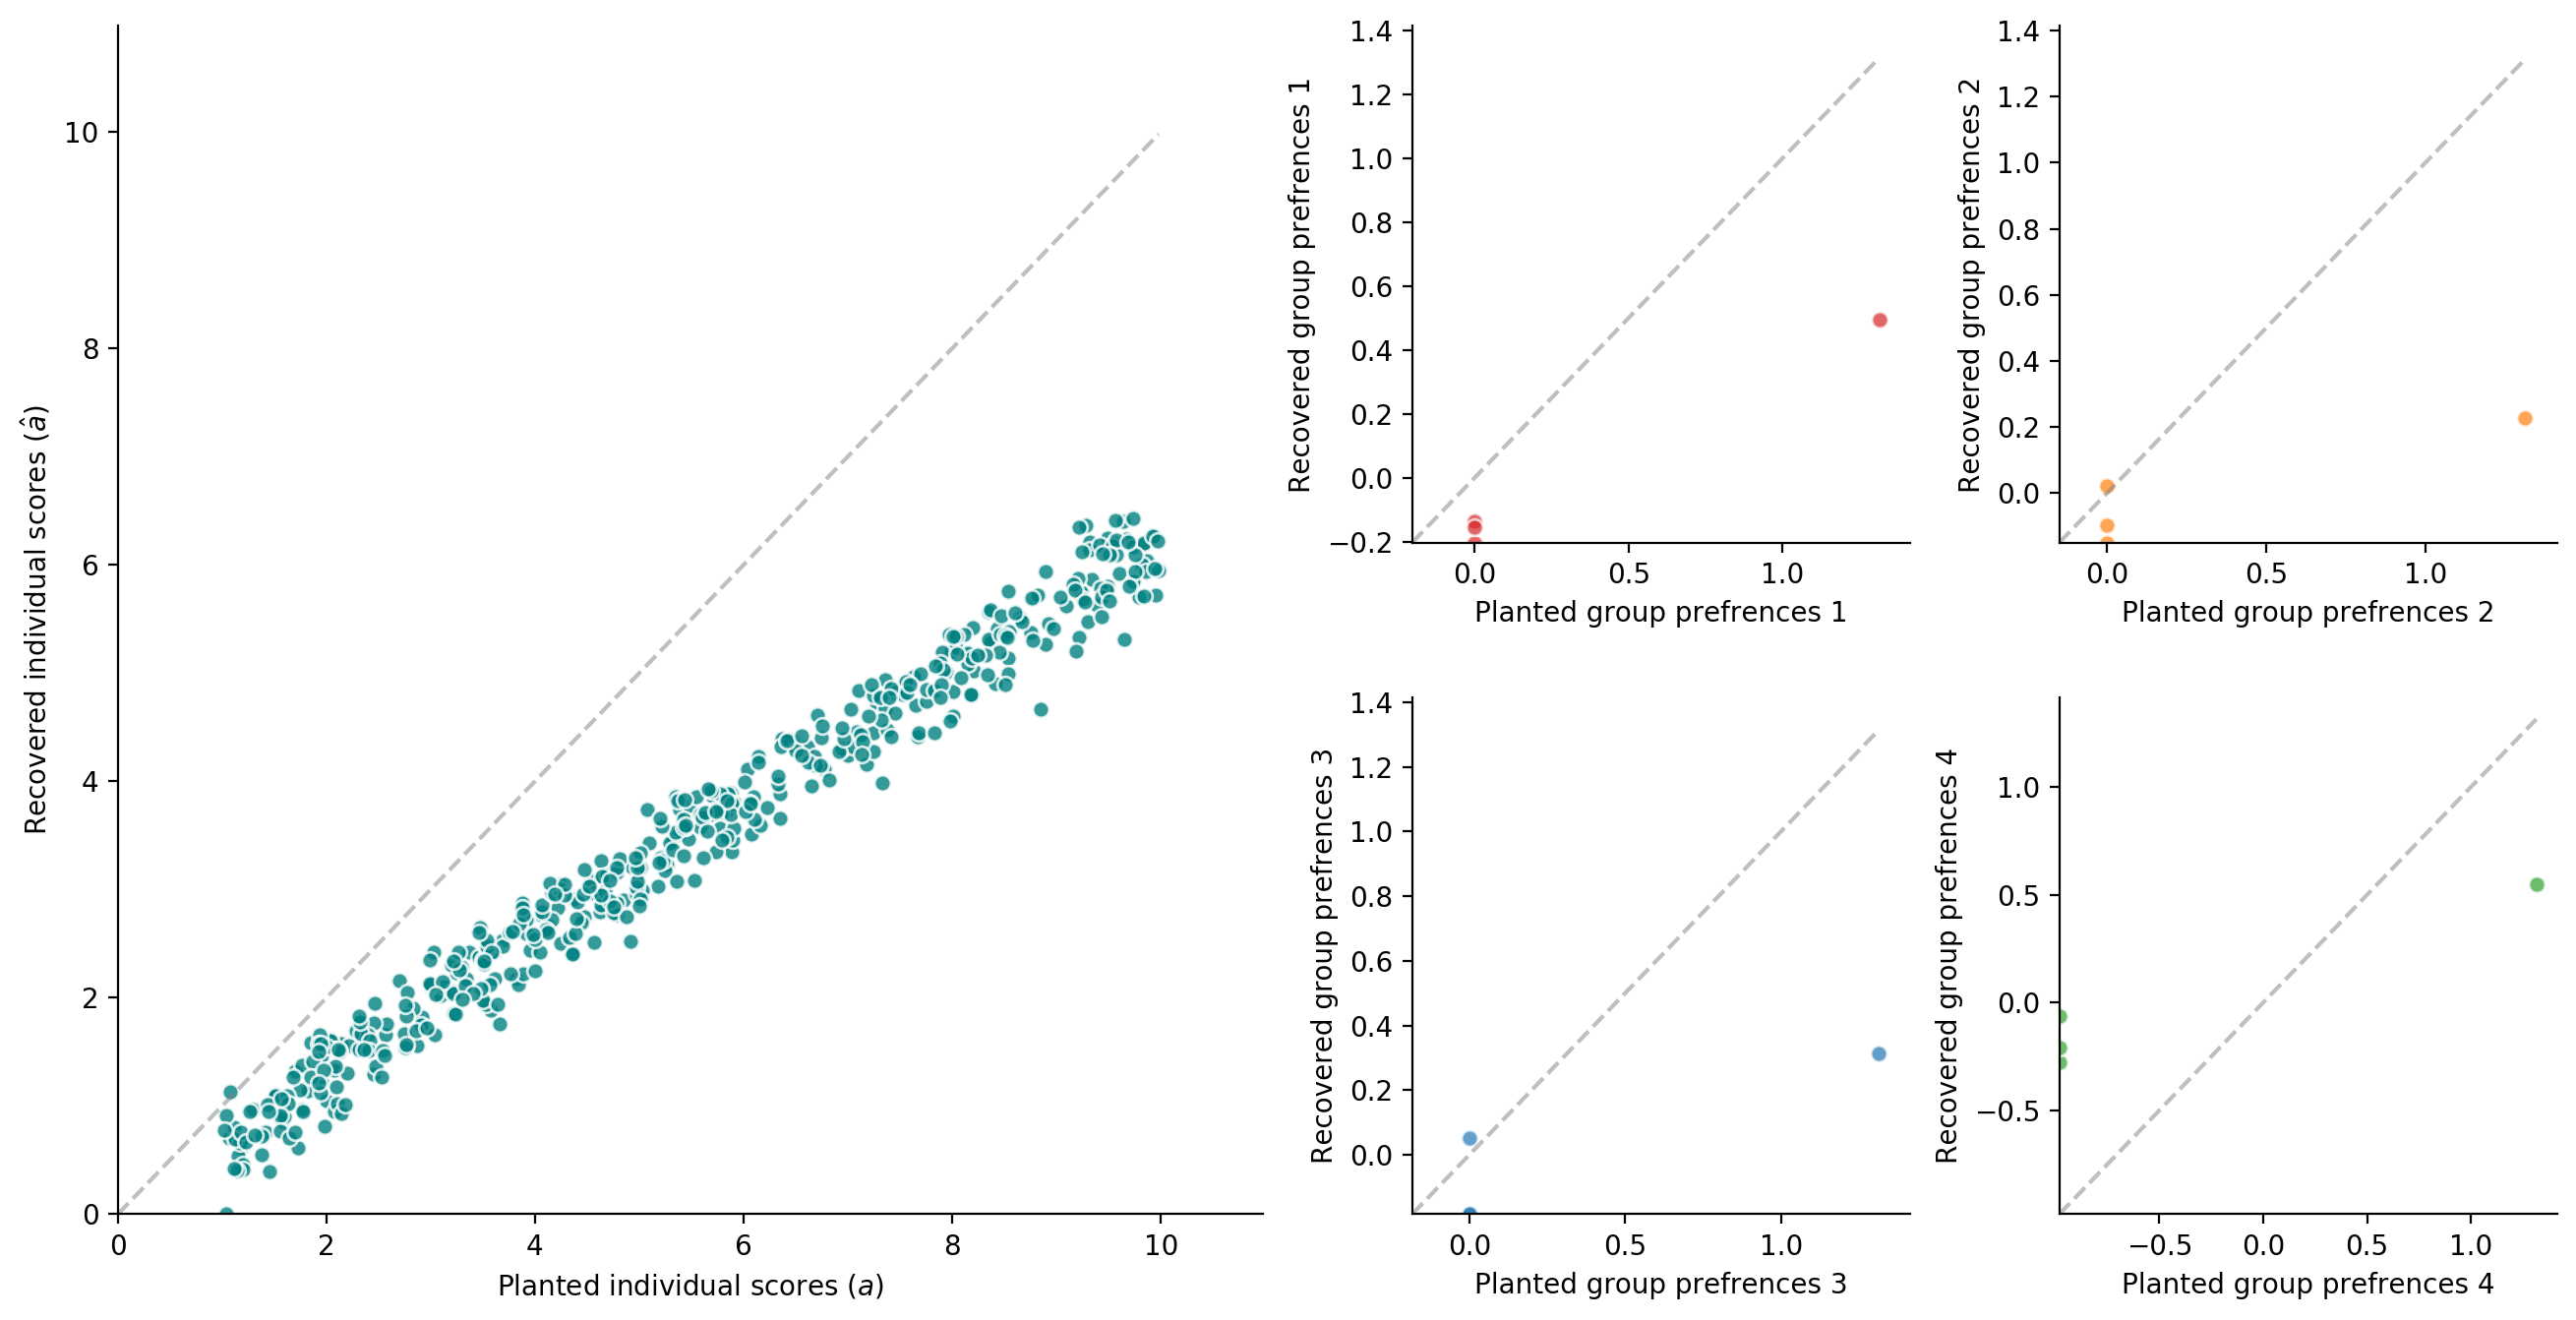 Recovered individual scores (â)
10
8
6
4
2
0
0 2 4 6 8 10
Planted individual scores (a)
Recovered group prefrences 1
1.4
1.2
1.0
0.8
0.6
0.4
0.2
0.0
−0.2
0.0 0.5 1.0
Planted group prefrences 1
Recovered group prefrences 2
1.4
1.2
1.0
0.8
0.6
0.4
0.2
0.0
0.0 0.5 1.0
Planted group prefrences 2
Recovered group prefrences 3
1.4
1.2
1.0
0.8
0.6
0.4
0.2
0.0
0.0 0.5 1.0
Planted group prefrences 3
Recovered group prefrences 4
1.0
0.5
0.0
−0.5
−0.5 0.0 0.5 1.0
Planted group prefrences 4